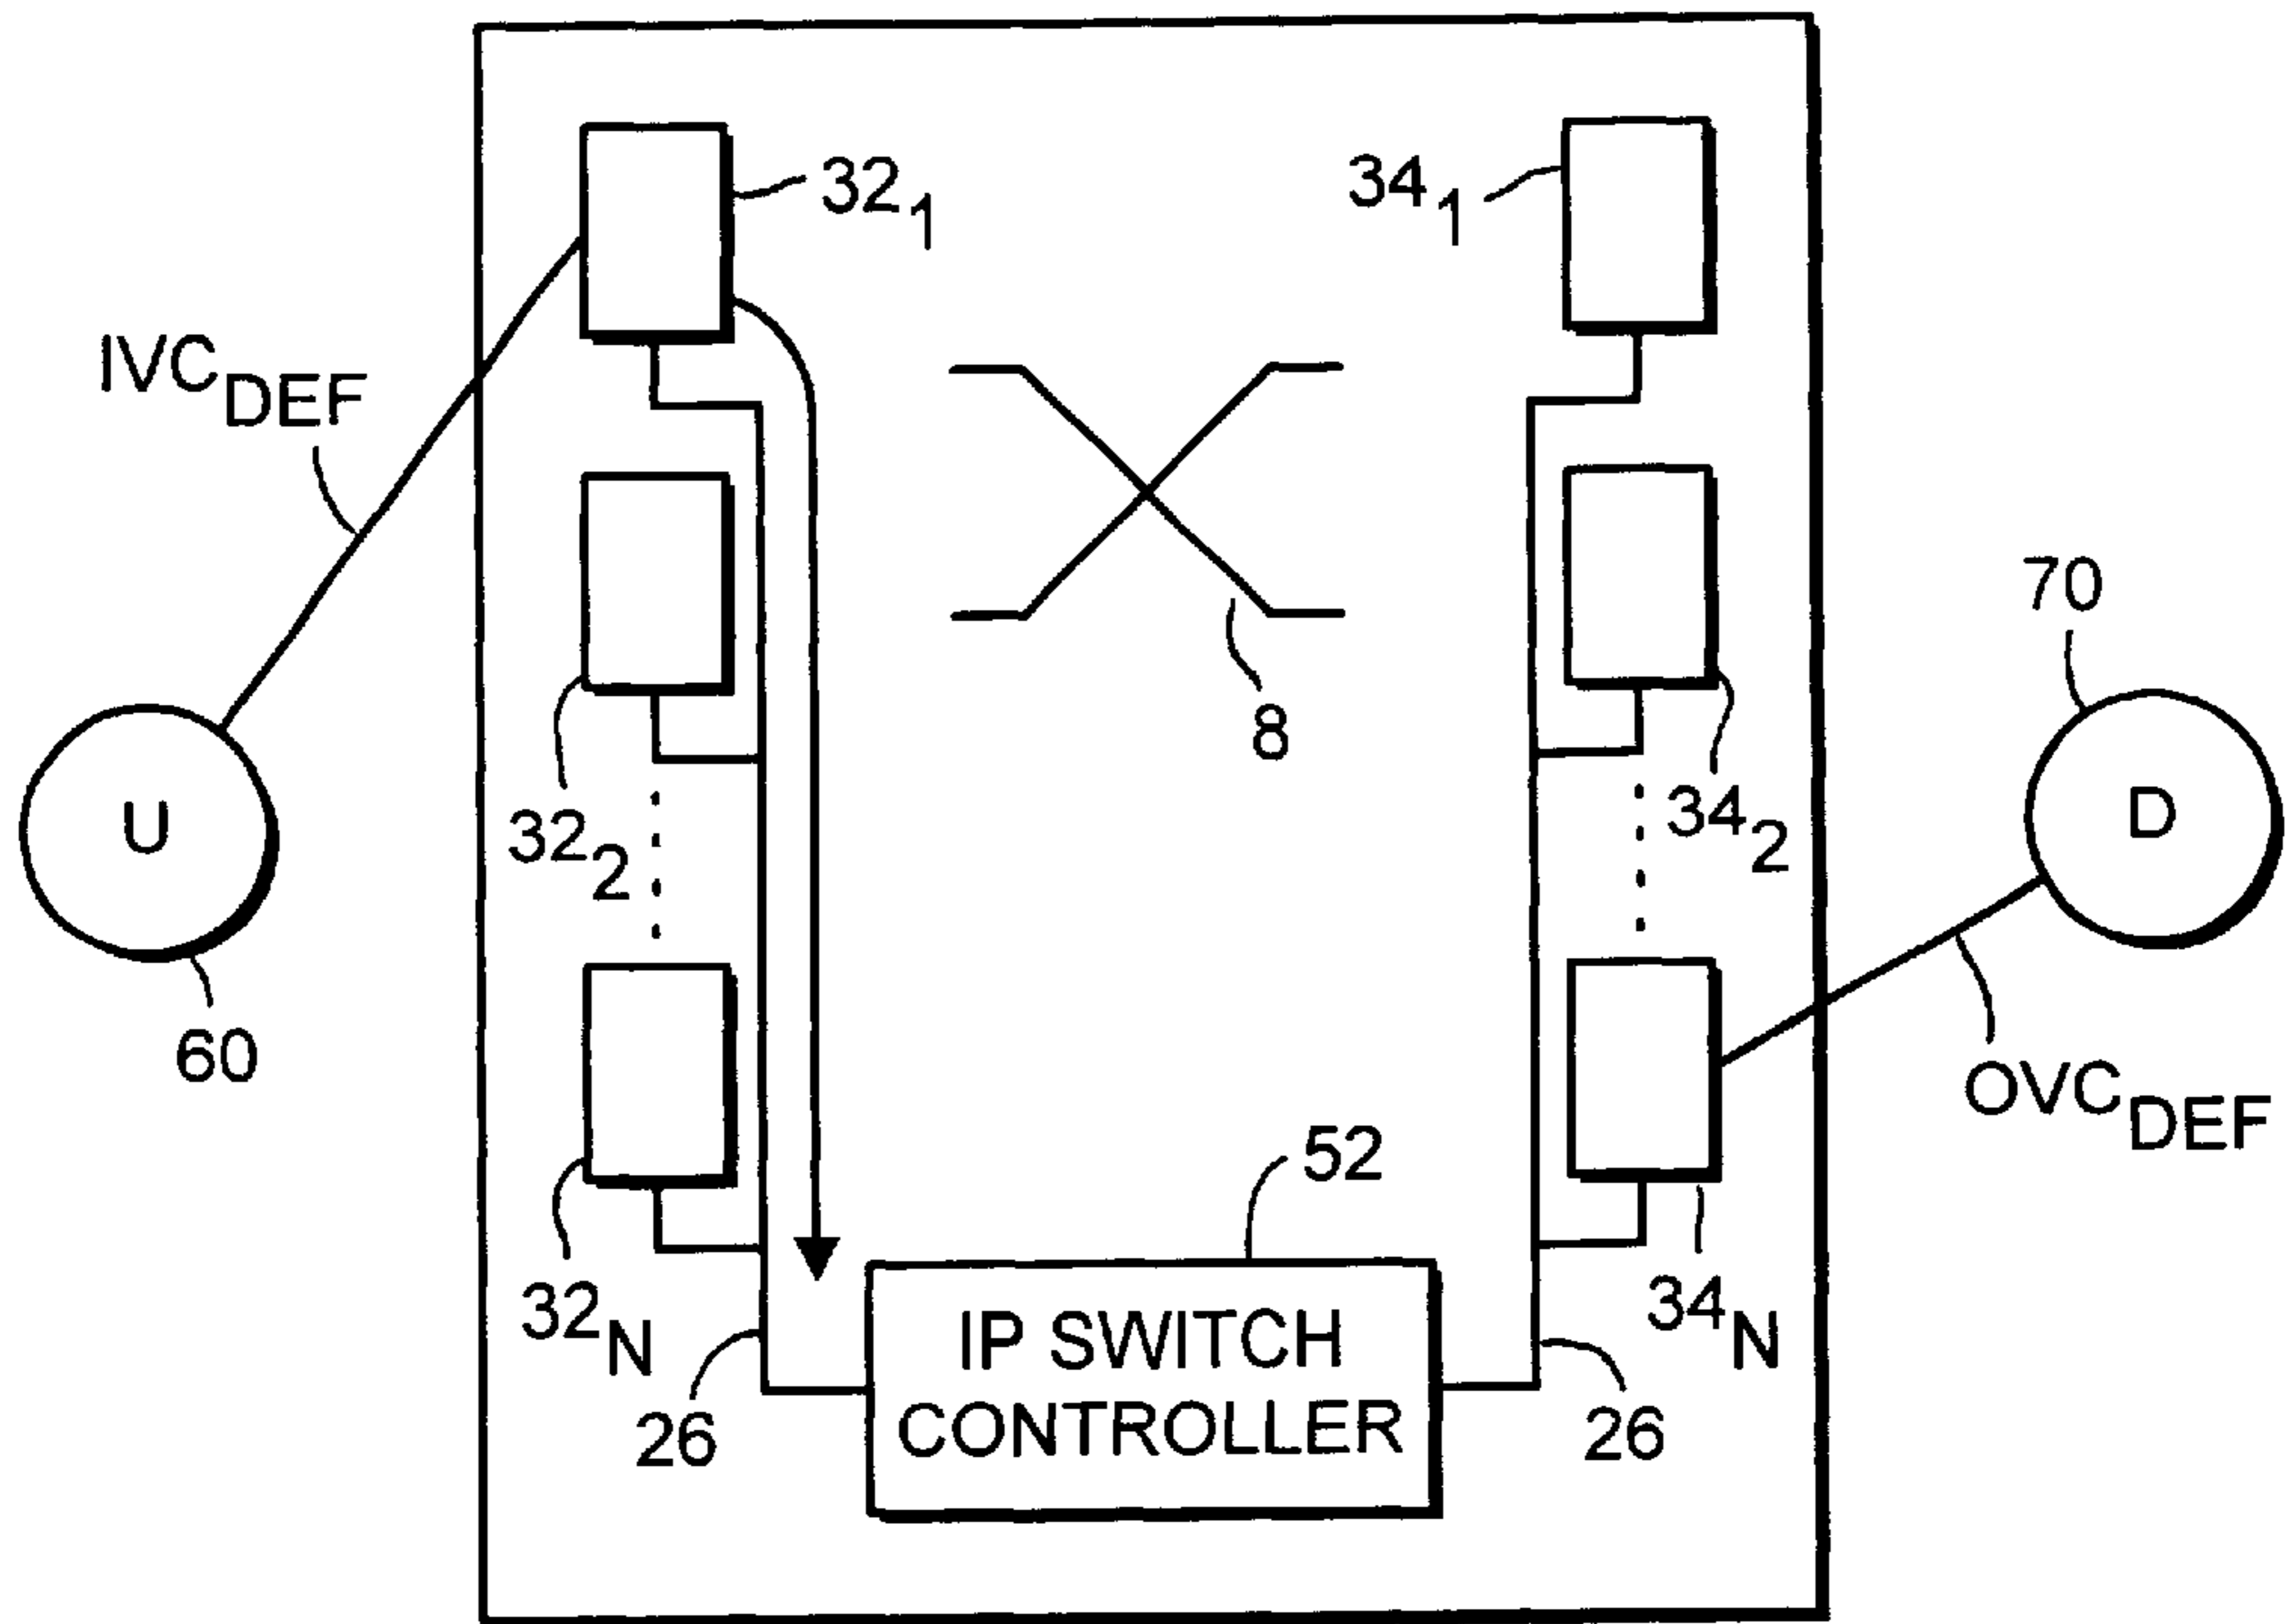 32₁
34₁
IVC_DEF
70
8
U
32₂
34₂
D
60
OVC_DEF
52
32_N
IP SWITCH
CONTROLLER
34_N
26
26